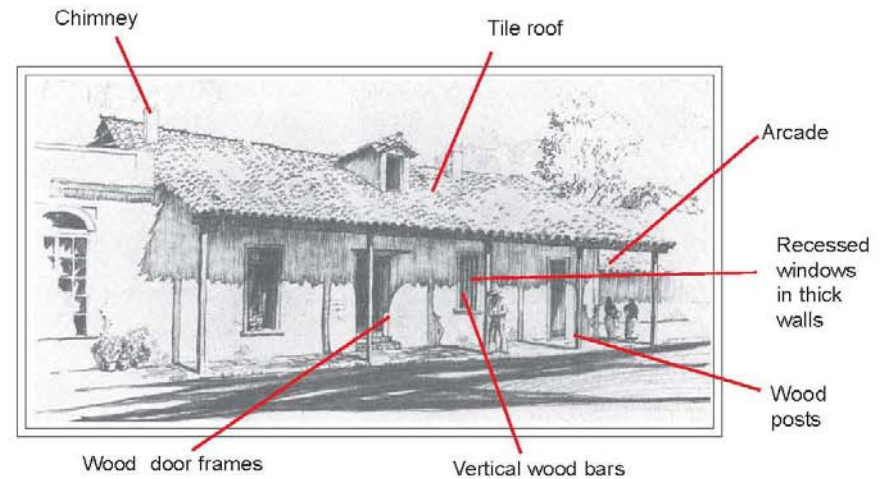 Chimney
Tile roof
Arcade
Recessed
windows
in thick
walls
Wood
posts
Wood door frames
Vertical wood bars